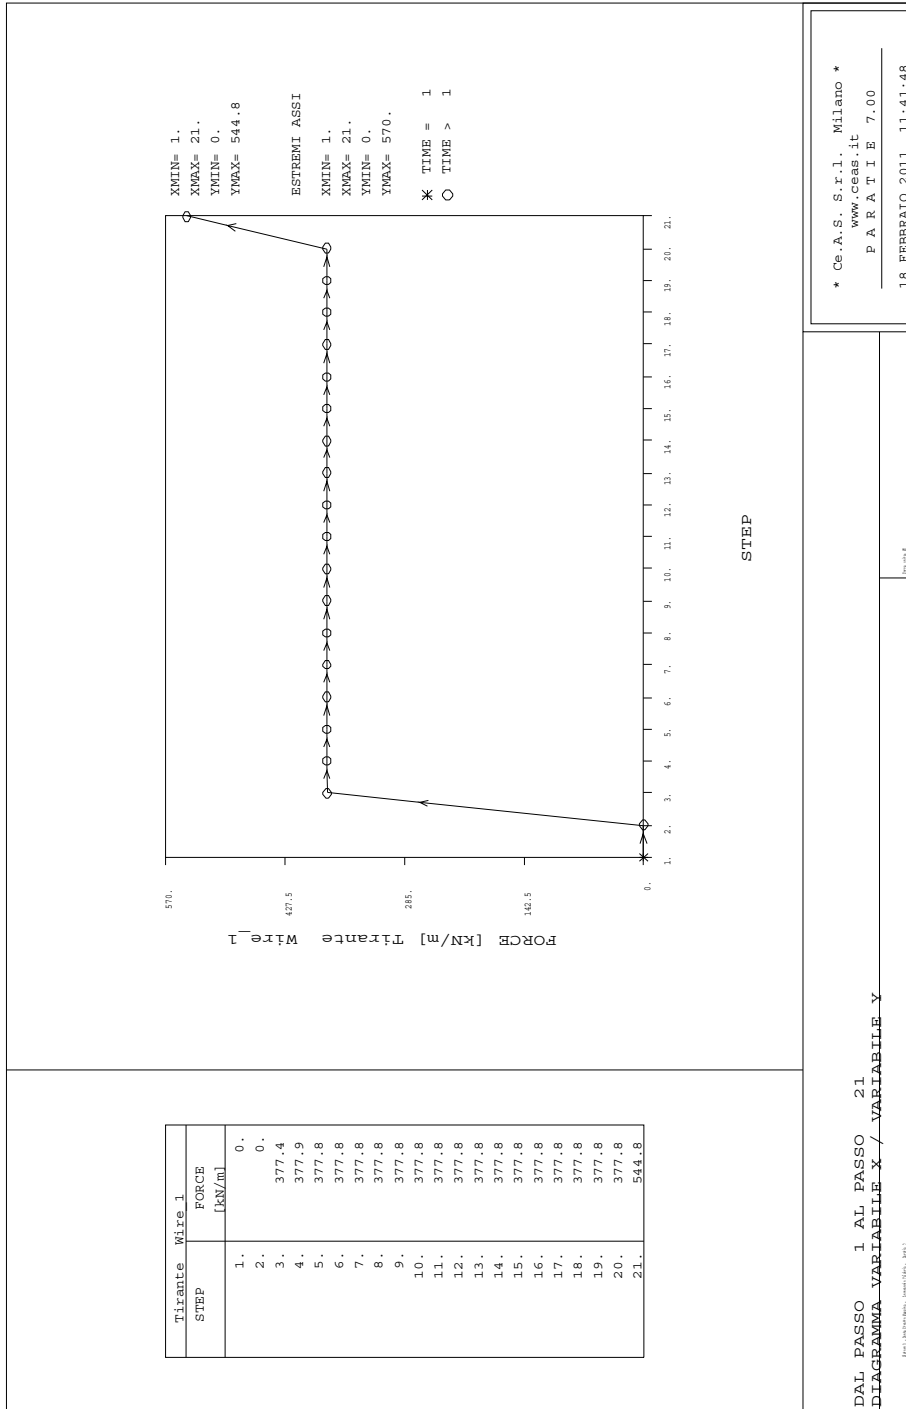 Tirante Wire_1
STEP FORCE
[kN/m]
1. 0.
2. 0.
3. 377.4
4. 377.9
5. 377.8
6. 377.8
7. 377.8
8. 377.8
9. 377.8
10. 377.8
11. 377.8
12. 377.8
13. 377.8
14. 377.8
15. 377.8
16. 377.8
17. 377.8
18. 377.8
19. 377.8
20. 377.8
21. 544.8
FORCE [kN/m] Tirante Wire_1
570.
427.5
285.
142.5
0.
1. 2. 3. 4. 5. 6. 7. 8. 9. 10. 11. 12. 13. 14. 15. 16. 17. 18. 19. 20. 21.
STEP
XMIN= 1.
XMAX= 21.
YMIN= 0.
YMAX= 544.8
ESTREMI ASSI
XMIN= 1.
XMAX= 21.
YMIN= 0.
YMAX= 570.
TIME = 1
TIME > 1
DAL PASSO 1 AL PASSO 21
DIAGRAMMA VARIABILE X / VARIABILE Y
* Ce.A.S. S.r.l. Milano *
www.ceas.it
P A R A T I E 7.00
18 FEBBRAIO 2011 11:41:48